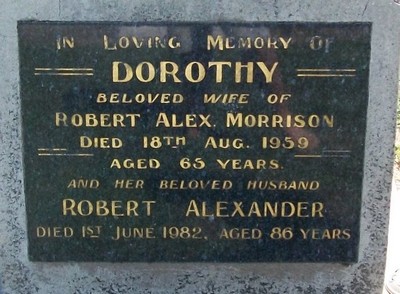 IN LOVING MEMORY OF
DOROTHY
BELOVED WIFE OF
ROBERT ALEX. MORRISON
DIED 18TH AUG. 1959
AGED 65 YEARS.
AND HER BELOVED HUSBAND
ROBERT ALEXANDER
DIED 1ST JUNE 1982, AGED 86 YEARS